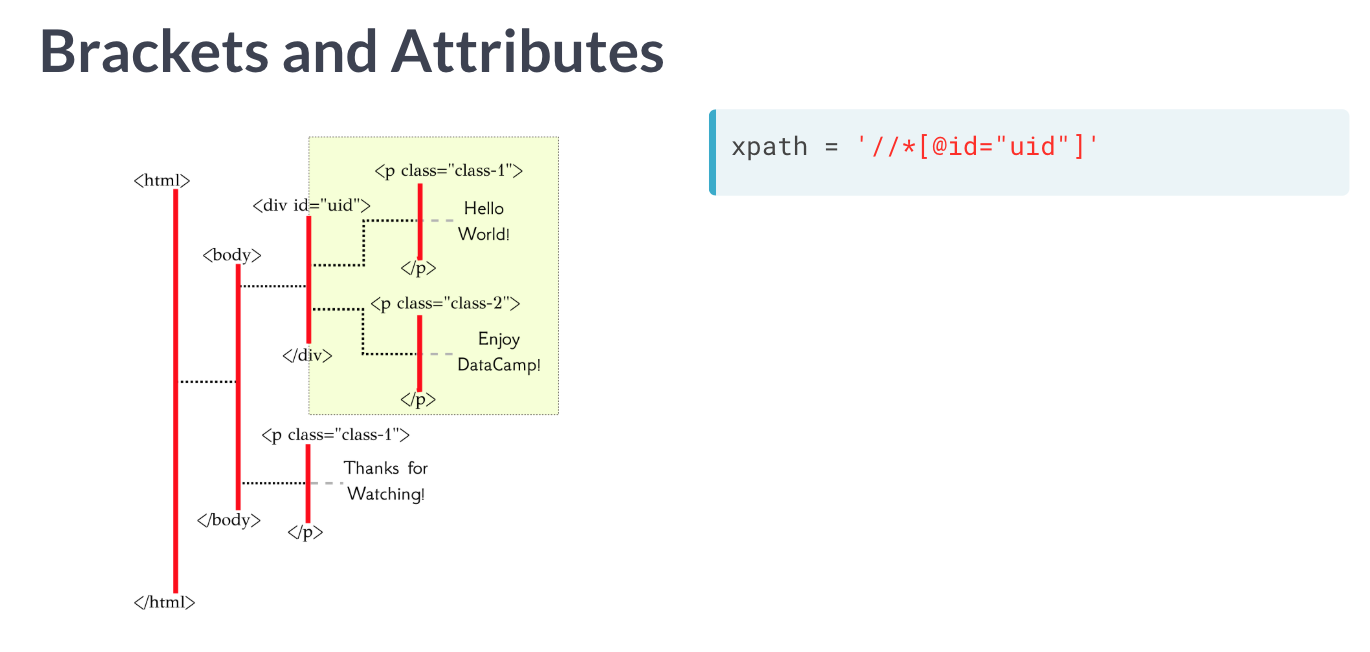 Brackets and Attributes
xpath = '//*[@id="uid"]'
<html>
<body>
<div id="uid">
<p class="class-1">
Hello
World!
</p>
<p class="class-2">
Enjoy
DataCamp!
</p>
</div>
<p class="class-1">
Thanks for
Watching!
</p>
</body>
</html>